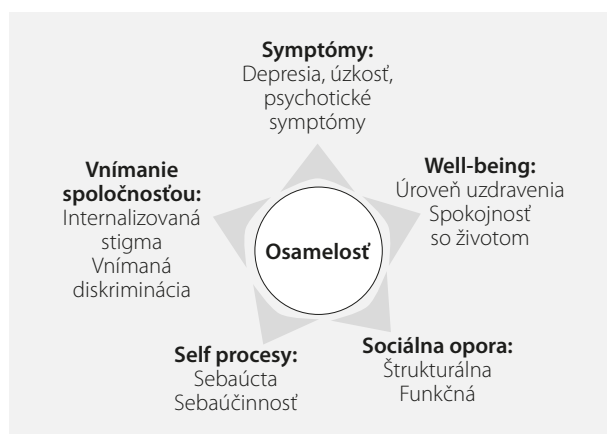 Symptómy:
Depresia, úzkosť,
psychotické
symptómy
Vnímanie
spoločnosťou:
Internalizovaná
stigma
Vnímaná
diskriminácia
Well-being:
Úroveň uzdravenia
Spokojnosť
so životom
Osamelosť
Self procesy:
Sebaúcta
Sebaúčinnosť
Sociálna opora:
Štrukturálna
Funkčná